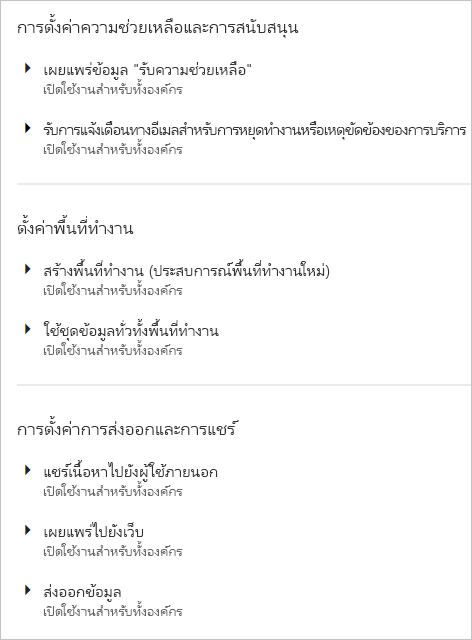 การตั้งค่าความช่วยเหลือและการสนับสนุน
เผยแพร่ข้อมูล "รับความช่วยเหลือ"
เปิดใช้งานสำหรับทั้งองค์กร
รับการแจ้งเตือนทางอีเมลสำหรับการหยุดทำงานหรือเหตุขัดข้องของการบริการ
เปิดใช้งานสำหรับทั้งองค์กร
ตั้งค่าพื้นที่ทำงาน
สร้างพื้นที่ทำงาน (ประสบการณ์พื้นที่ทำงานใหม่)
เปิดใช้งานสำหรับทั้งองค์กร
ใช้ชุดข้อมูลทั่วทั้งพื้นที่ทำงาน
เปิดใช้งานสำหรับทั้งองค์กร
การตั้งค่าการส่งออกและการแชร์
แชร์เนื้อหาไปยังผู้ใช้ภายนอก
เปิดใช้งานสำหรับทั้งองค์กร
เผยแพร่ไปยังเว็บ
เปิดใช้งานสำหรับทั้งองค์กร
ส่งออกข้อมูล
เปิดใช้งานสำหรับทั้งองค์กร